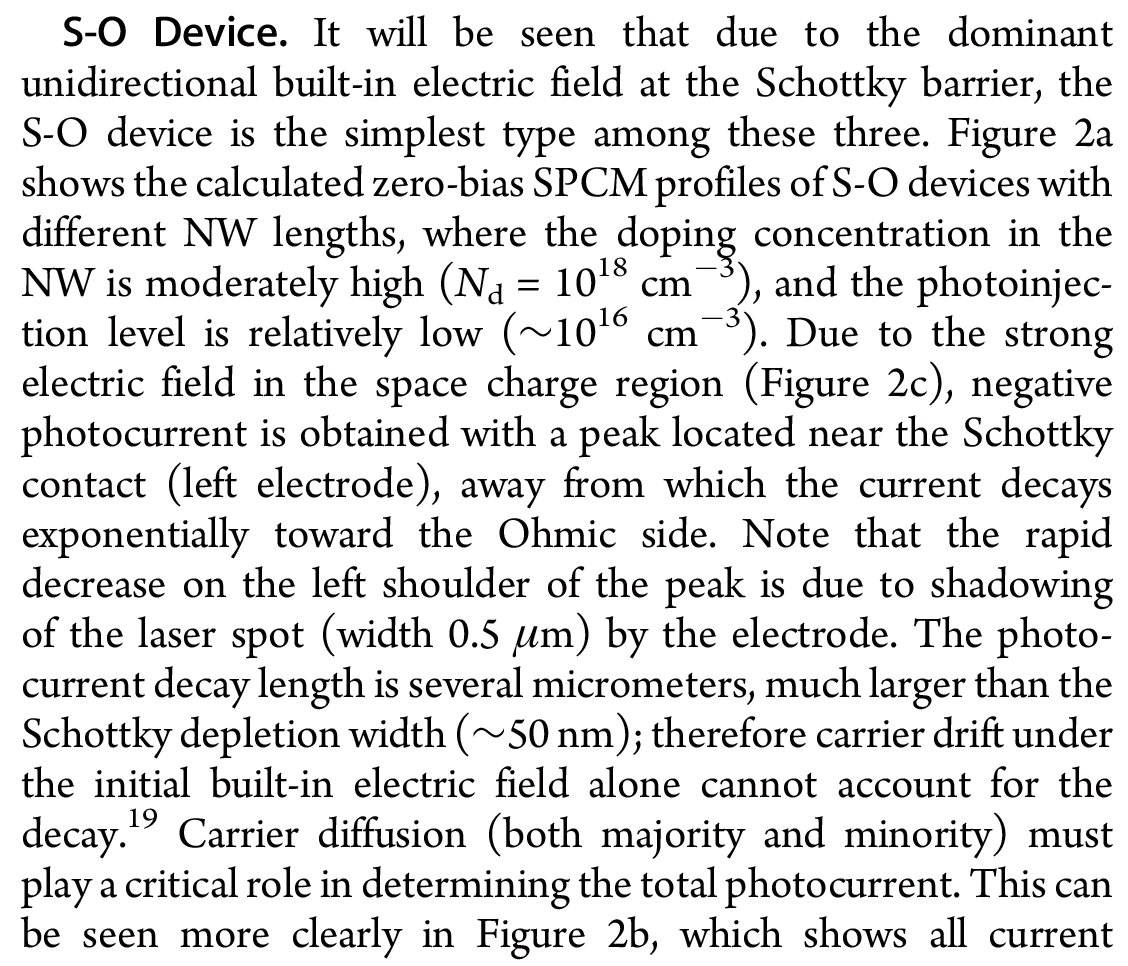 S-O Device. It will be seen that due to the dominant
unidirectional built-in electric field at the Schottky barrier, the
S-O device is the simplest type among these three. Figure 2a
shows the calculated zero-bias SPCM profiles of S-O devices with
different NW lengths, where the doping concentration in the
NW is moderately high (N_d = 10^18 cm^−3), and the photoinjec-
tion level is relatively low (∼10^16 cm^−3). Due to the strong
electric field in the space charge region (Figure 2c), negative
photocurrent is obtained with a peak located near the Schottky
contact (left electrode), away from which the current decays
exponentially toward the Ohmic side. Note that the rapid
decrease on the left shoulder of the peak is due to shadowing
of the laser spot (width 0.5 μm) by the electrode. The photo-
current decay length is several micrometers, much larger than the
Schottky depletion width (∼50 nm); therefore carrier drift under
the initial built-in electric field alone cannot account for the
decay.^19 Carrier diffusion (both majority and minority) must
play a critical role in determining the total photocurrent. This can
be seen more clearly in Figure 2b, which shows all current